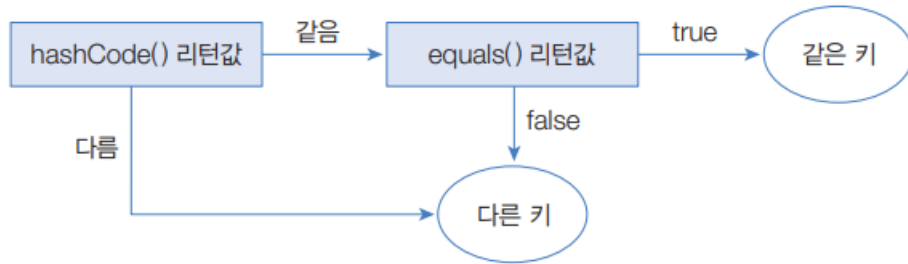 hashCode() 리턴값
같음
equals() 리턴값
true
같은 키
다름
false
다른 키